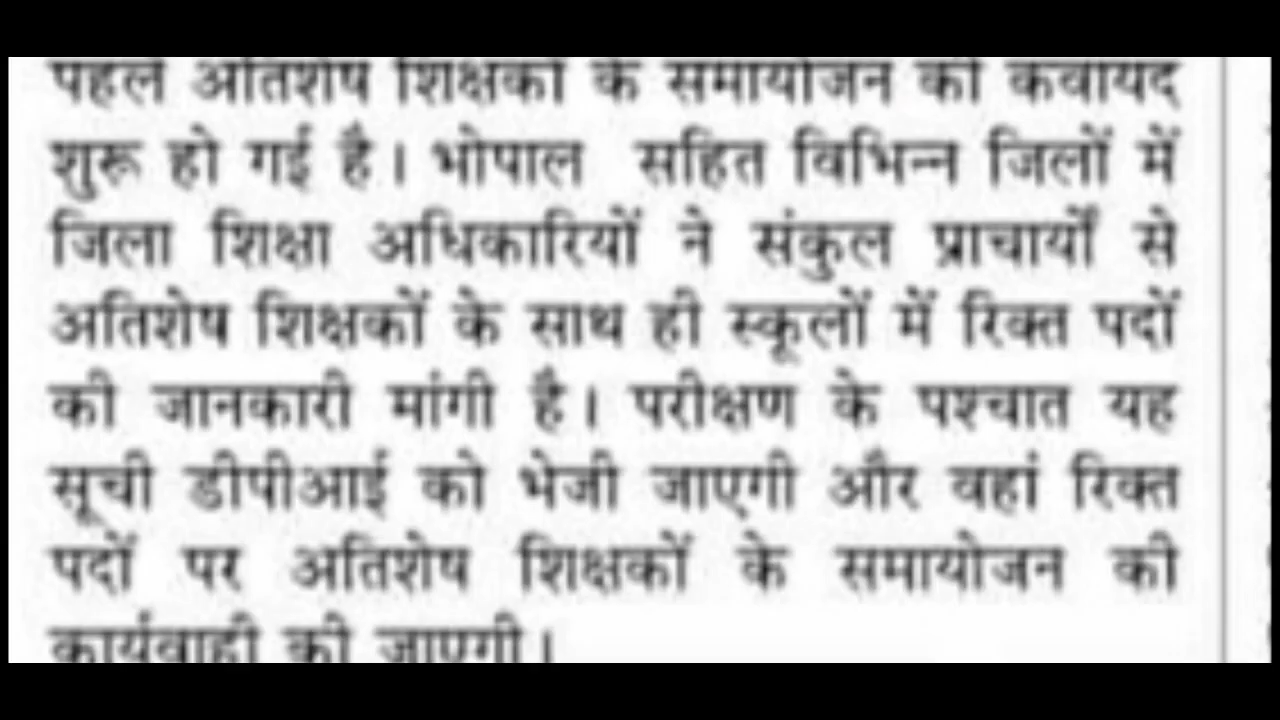 पहले अतिशेष शिक्षकों के समायोजन की कवायद
शुरू हो गई है। भोपाल सहित विभिन्न जिलों में
जिला शिक्षा अधिकारियों ने संकुल प्राचार्यों से
अतिशेष शिक्षकों के साथ ही स्कूलों में रिक्त पदों
की जानकारी मांगी है। परीक्षण के पश्चात यह
सूची डीपीआई को भेजी जाएगी और वहां रिक्त
पदों पर अतिशेष शिक्षकों के समायोजन की
कार्यवाही की जाएगी।